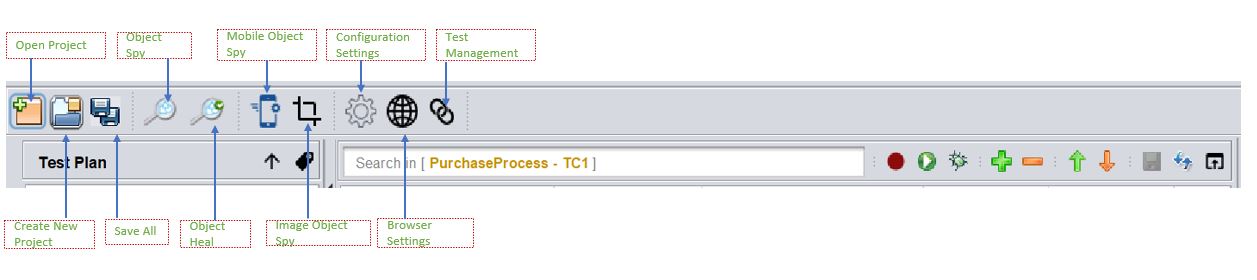 Open Project
Object
Spy
Mobile Object
Spy
Configuration
Settings
Test
Management
Test Plan
Search in [ PurchaseProcess - TC1 ]
Create New
Project
Save All
Object
Heal
Image Object
Spy
Browser
Settings